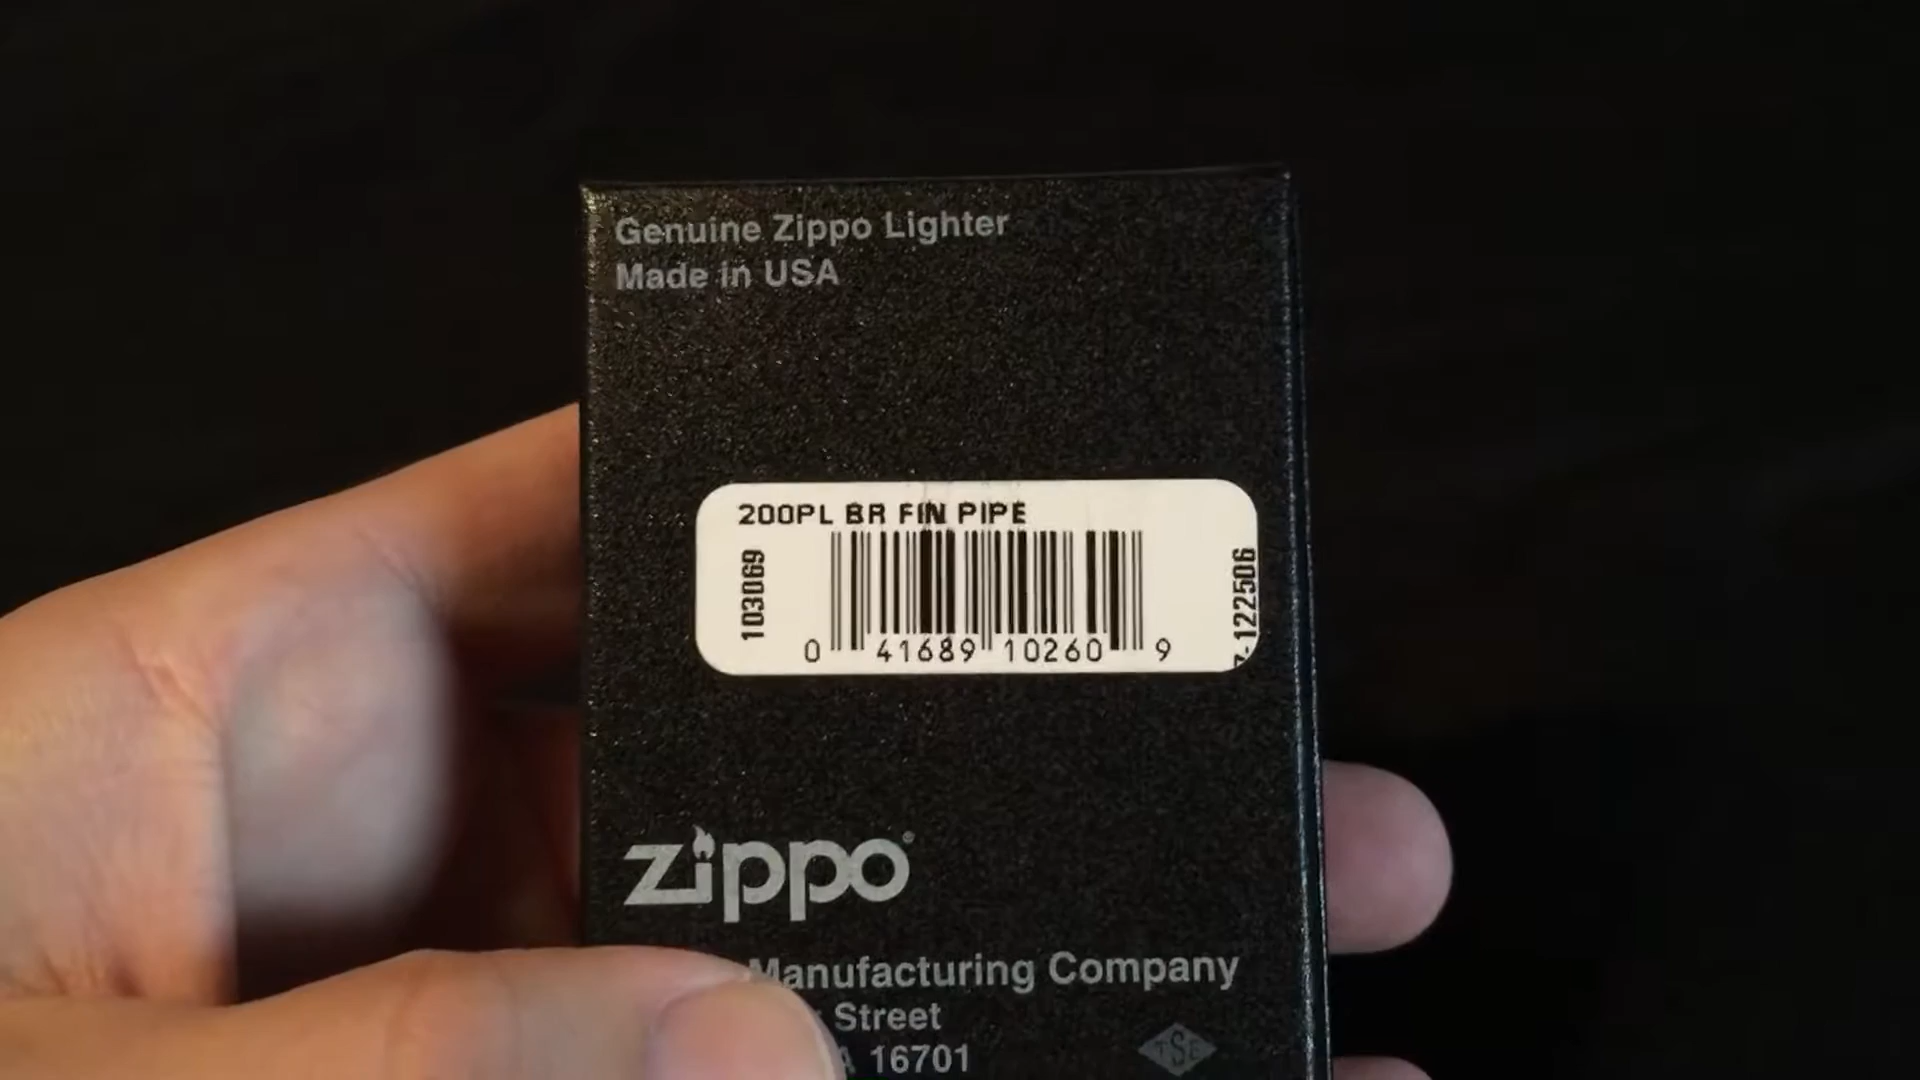 Genuine Zippo Lighter
Made in USA
200PL BR FIN PIPE
103069
0 41689 10260 9
122506
zippo®
Manufacturing Company
Street
16701
TSE